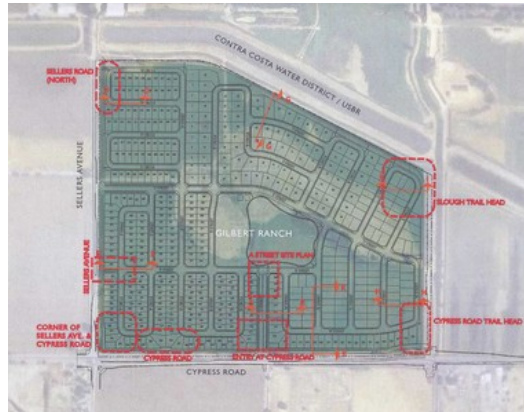 CONTRA COSTA WATER DISTRICT / USBR
SELLERS ROAD
(NORTH)
G
G
SELLERS AVENUE
SLOUGH TRAIL HEAD
GILBERT RANCH
A STREET SITE PLAN
SELLERS AVENUE
CORNER OF
SELLERS AVE. &
CYPRESS ROAD
CYPRESS ROAD
ENTRY AT CYPRESS ROAD
CYPRESS ROAD TRAIL HEAD
CYPRESS ROAD